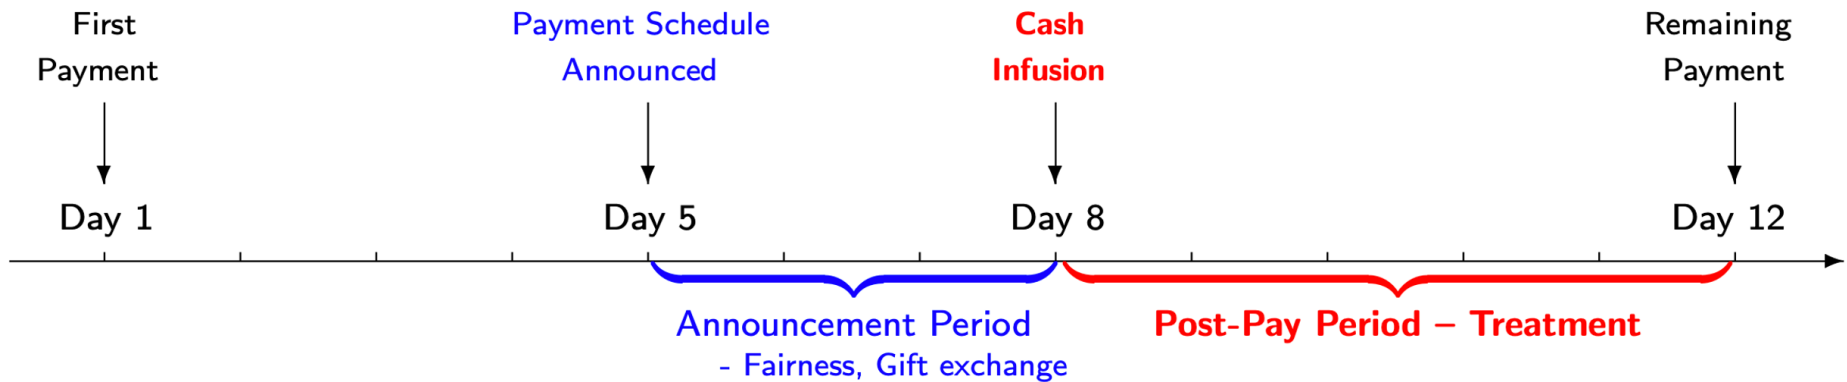 First
Payment
Payment Schedule
Announced
Cash
Infusion
Remaining
Payment
Day 1
Day 5
Day 8
Day 12
Announcement Period
- Fairness, Gift exchange
Post-Pay Period – Treatment